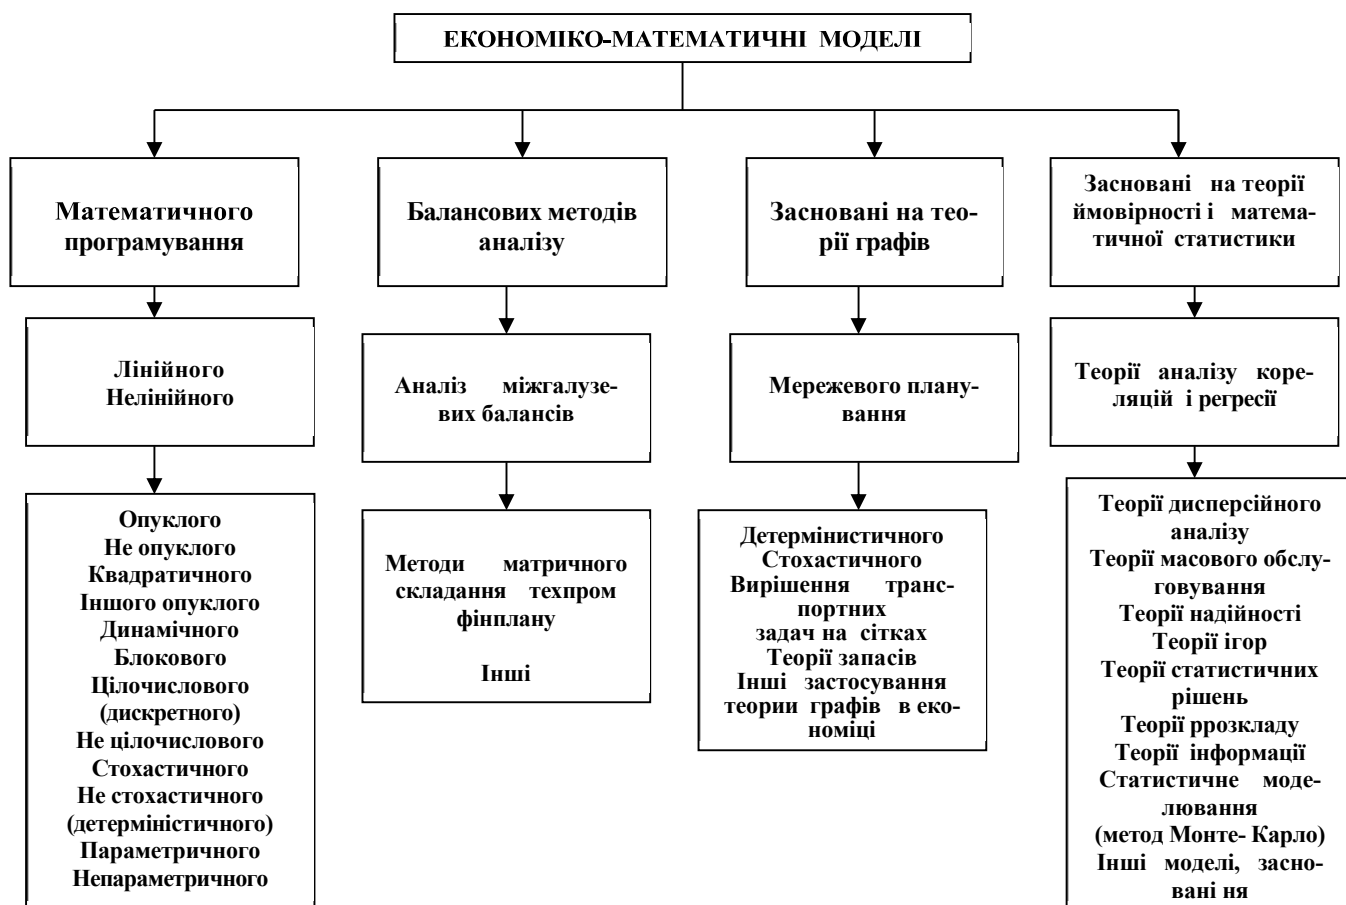 ЕКОНОМІКО-МАТЕМАТИЧНІ МОДЕЛІ
Математичного
програмування
Балансових методів
аналізу
Засновані на тео-
рії графів
Засновані на теорії
ймовірності і матема-
тичної статистики
Лінійного
Нелінійного
Аналіз міжгалузе-
евих балансів
Мережевого плану-
вання
Теорії аналізу коре-
ляцій і регресії
Опуклого
Не опуклого
Квадратичного
Іншого опуклого
Динамічного
Блокового
Цілочислового
(дискретного)
Не цілочислового
Стохастичного
Не стохастичного
(детерміністичного)
Параметричного
Непараметричного
Методи матричного
складання техпром
фінплану
Інші
Детермінистичного
Стохастичного
Вирішення транс-
портних
задач на сітках
Теорії запасів
Інші застосування
теории графів в еко-
номіці
Теорії дисперсійного
аналізу
Теорії масового обслу-
говування
Теорії надійності
Теорії ігор
Теорії статистичних
рішень
Теорії ррозкладу
Теорії інформації
Статистичне моде-
лювання
(метод Монте- Карло)
Інші моделі, засно-
вані ня